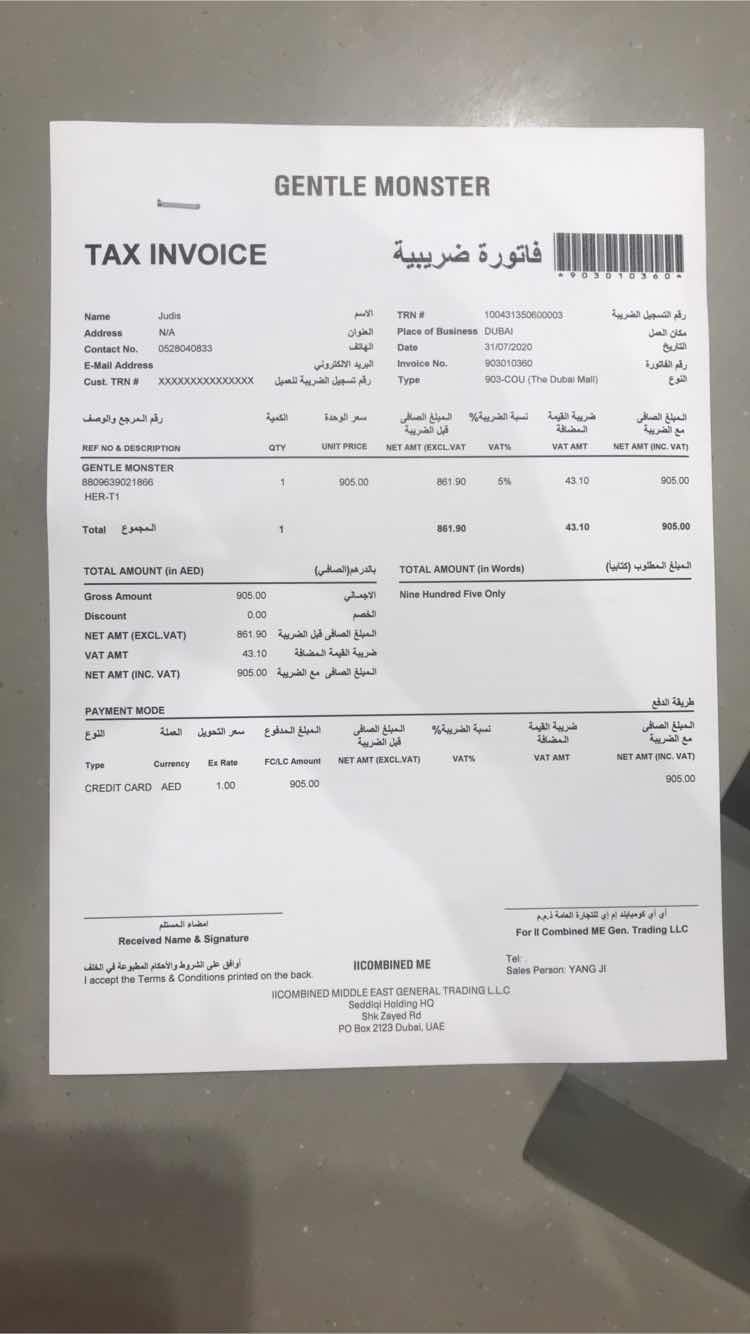 GENTLE MONSTER
TAX INVOICE فاتورة ضريبية
*903010360*
Name Judis الاسم
Address N/A العنوان
Contact No. 0528040833 الهاتف
E-Mail Address البريد الالكتروني
Cust. TRN # XXXXXXXXXXXXXXX رقم تسجيل الضريبة للعميل
TRN # 100431350600003 رقم التسجيل الضريبة
Place of Business DUBAI مكان العمل
Date 31/07/2020 التاريخ
Invoice No. 903010360 رقم الفاتورة
Type 903-COU (The Dubai Mall) النوع
رقم المرجع والوصف الكمية سعر الوحدة المبلغ الصافي نسبة الضريبة% ضريبة القيمة المبلغ الصافي
قبل الضريبة المضافة مع الضريبة
REF NO & DESCRIPTION QTY UNIT PRICE NET AMT (EXCL.VAT VAT% VAT AMT NET AMT (INC. VAT)
GENTLE MONSTER
8809639021866 1 905.00 861.90 5% 43.10 905.00
HER-T1
Total المجموع 1 861.90 43.10 905.00
TOTAL AMOUNT (in AED) بالدرهم(الصافي)
Gross Amount 905.00 الاجمالي
Discount 0.00 الخصم
NET AMT (EXCL.VAT) 861.90 المبلغ الصافى قبل الضريبة
VAT AMT 43.10 ضريبة القيمة المضافة
NET AMT (INC. VAT) 905.00 المبلغ الصافى مع الضريبة
TOTAL AMOUNT (in Words) المبلغ المطلوب (كتابياً)
Nine Hundred Five Only
PAYMENT MODE طريقة الدفع
النوع العملة سعر التحويل المبلغ المدفوع المبلغ الصافي نسبة الضريبة% ضريبة القيمة المبلغ الصافى
قبل الضريبة المضافة مع الضريبة
Type Currency Ex Rate FC/LC Amount NET AMT (EXCL.VAT) VAT% VAT AMT NET AMT (INC. VAT)
CREDIT CARD AED 1.00 905.00 905.00
امضاء المستلم
Received Name & Signature
أوافق على الشروط والأحكام المطبوعة في الخلف
I accept the Terms & Conditions printed on the back.
أي أي كومبايند إم إي للتجارة العامة ذ.م.م
For II Combined ME Gen. Trading LLC
Tel: .
Sales Person: YANG JI
IICOMBINED ME
IICOMBINED MIDDLE EAST GENERAL TRADING L.L.C
Seddiqi Holding HQ
Shk Zayed Rd
PO Box 2123 Dubai, UAE